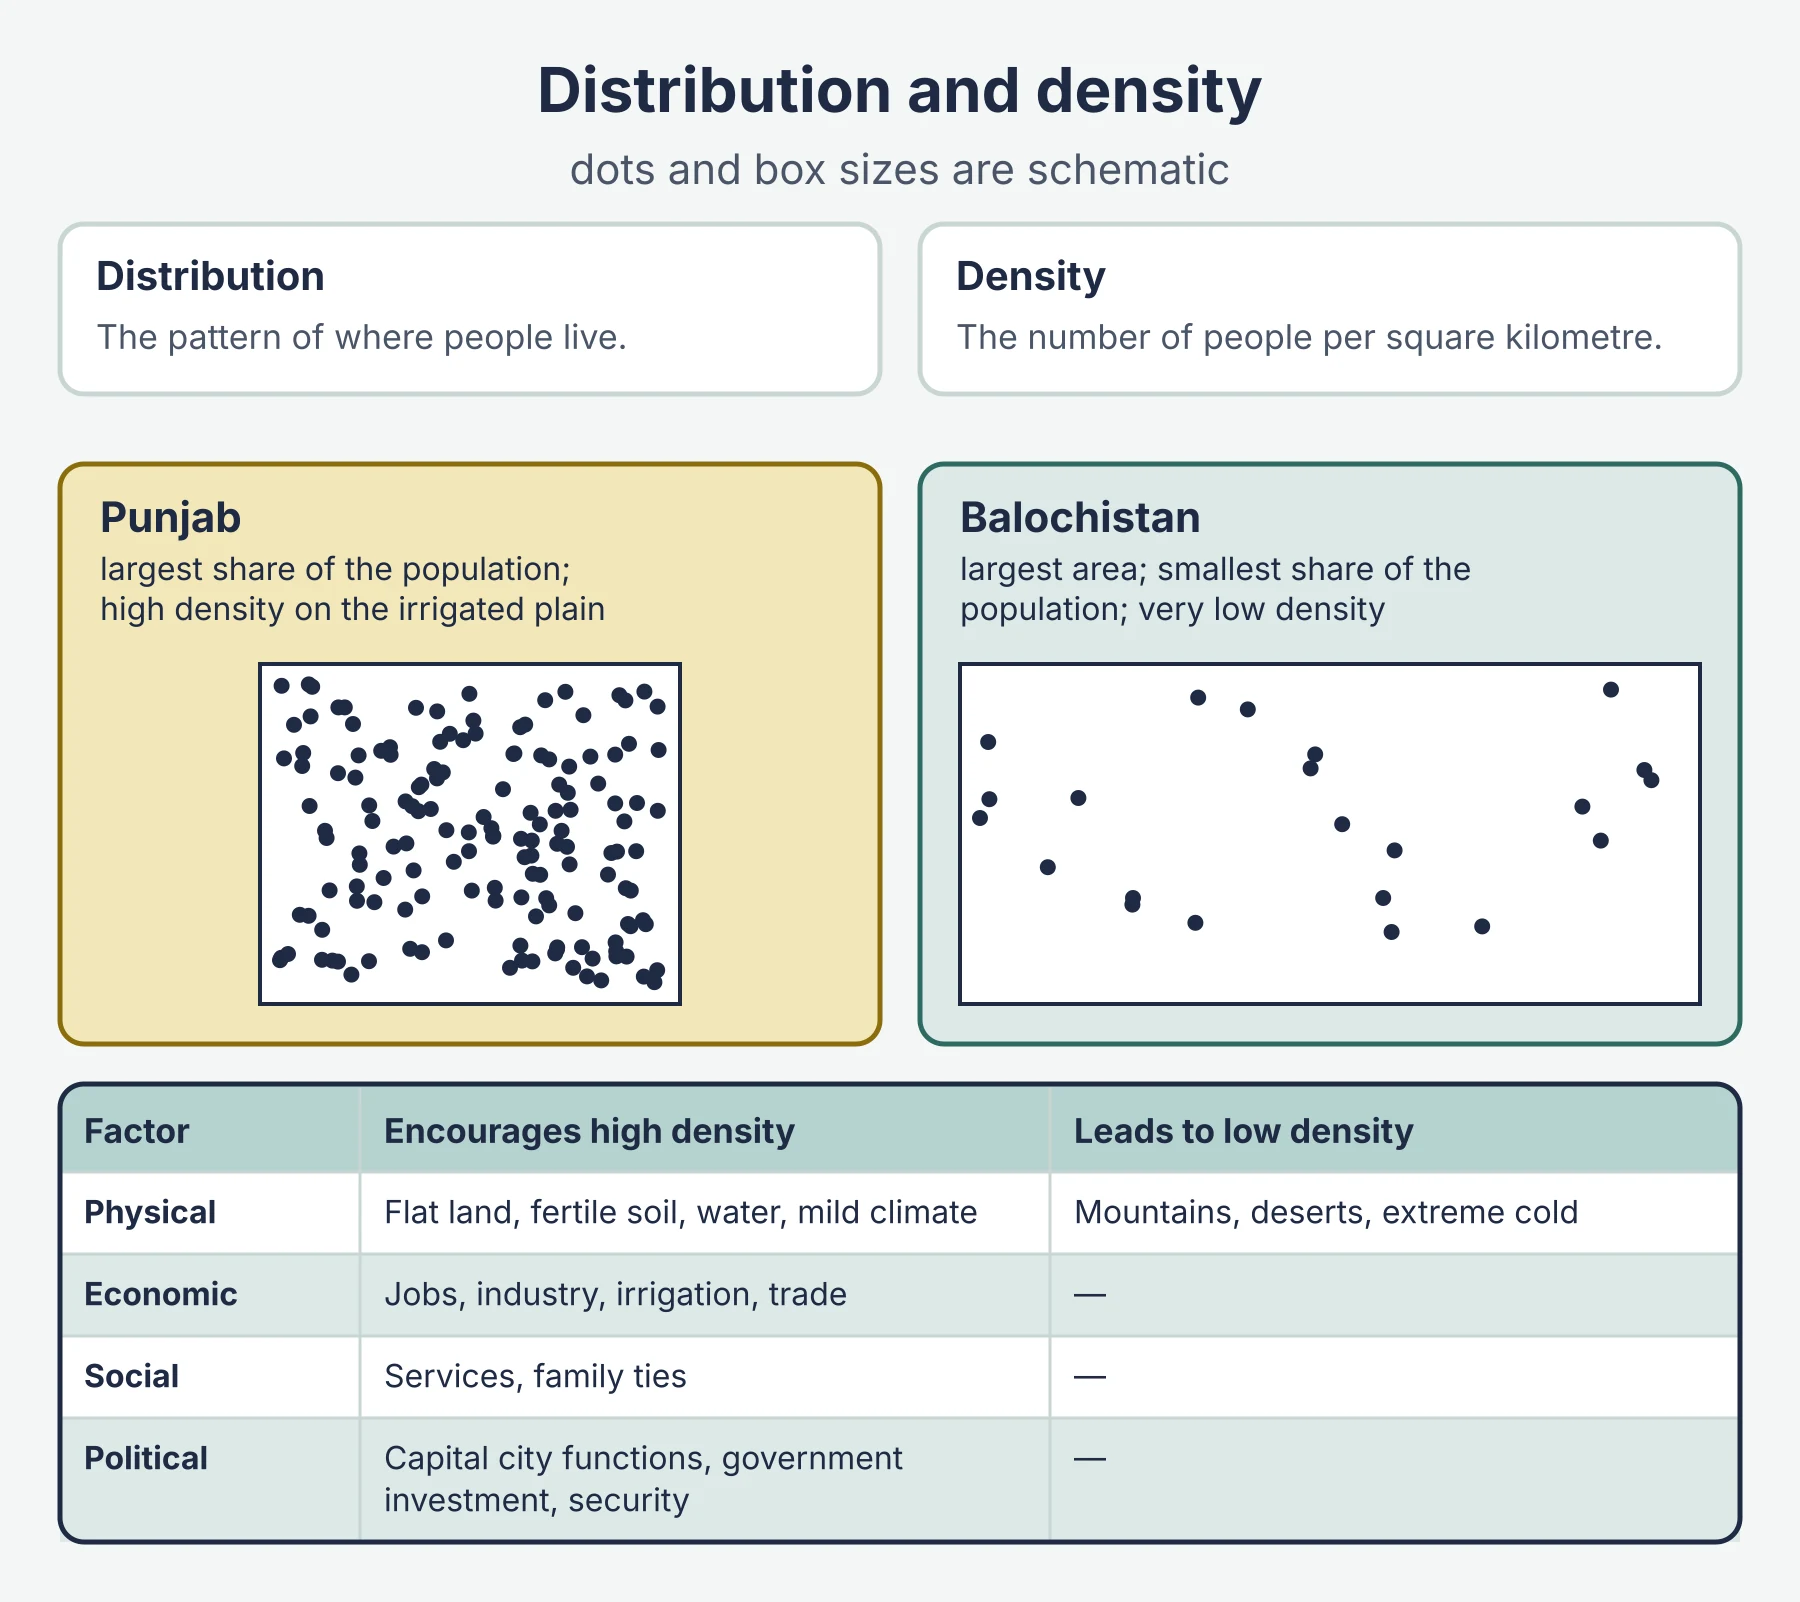 Distribution and density
dots and box sizes are schematic
Distribution
The pattern of where people live.
Density
The number of people per square kilometre.
Punjab
largest share of the population;
high density on the irrigated plain
Balochistan
largest area; smallest share of the
population; very low density
Factor Encourages high density Leads to low density
Physical Flat land, fertile soil, water, mild climate Mountains, deserts, extreme cold
Economic Jobs, industry, irrigation, trade —
Social Services, family ties —
Political Capital city functions, government —
investment, security